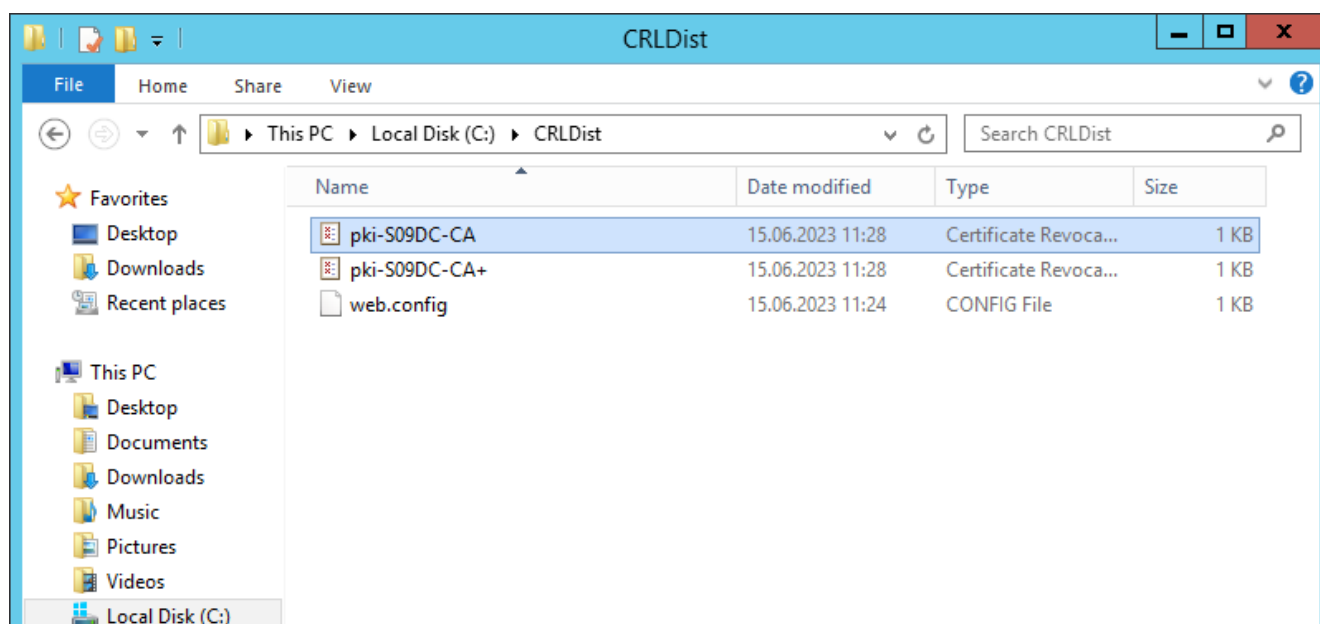 CRLDist
File Home Share View
This PC Local Disk (C:) CRLDist Search CRLDist
Name Date modified Type Size
Favorites
Desktop
Downloads
Recent places
This PC
Desktop
Documents
Downloads
Music
Pictures
Videos
Local Disk (C:)
pki-S09DC-CA 15.06.2023 11:28 Certificate Revoca... 1 KB
pki-S09DC-CA+ 15.06.2023 11:28 Certificate Revoca... 1 KB
web.config 15.06.2023 11:24 CONFIG File 1 KB